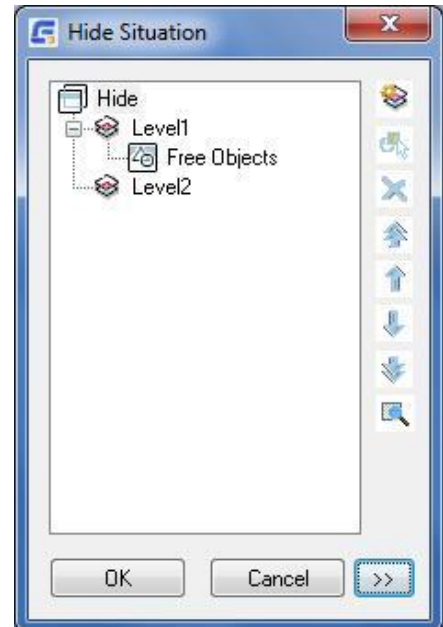 Hide Situation
Hide
Level1
Free Objects
Level2
OK
Cancel
>>